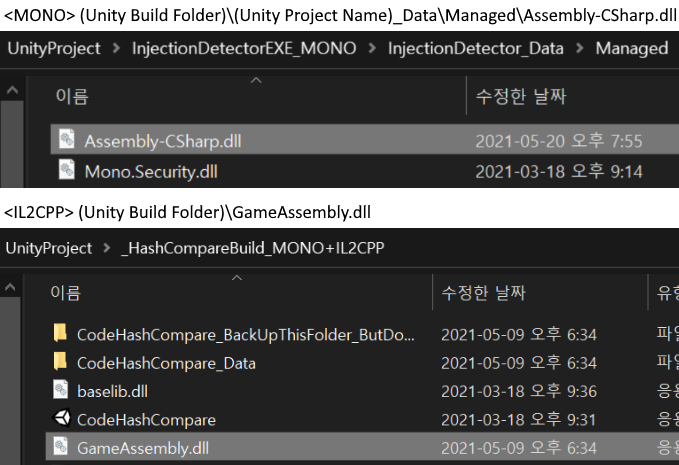 <MONO> (Unity Build Folder)\(Unity Project Name)_Data\Managed\Assembly-CSharp.dll
UnityProject > InjectionDetectorEXE_MONO > InjectionDetector_Data > Managed
이름 수정한 날짜
Assembly-CSharp.dll 2021-05-20 오후 7:55
Mono.Security.dll 2021-03-18 오후 9:14
<IL2CPP> (Unity Build Folder)\GameAssembly.dll
UnityProject > _HashCompareBuild_MONO+IL2CPP
이름 수정한 날짜 유형
CodeHashCompare_BackUpThisFolder_ButDo... 2021-05-09 오후 6:34 파일
CodeHashCompare_Data 2021-05-09 오후 6:34 파일
baselib.dll 2021-03-18 오후 9:36 응용
CodeHashCompare 2021-03-18 오후 9:31 응용
GameAssembly.dll 2021-05-09 오후 6:34 응용